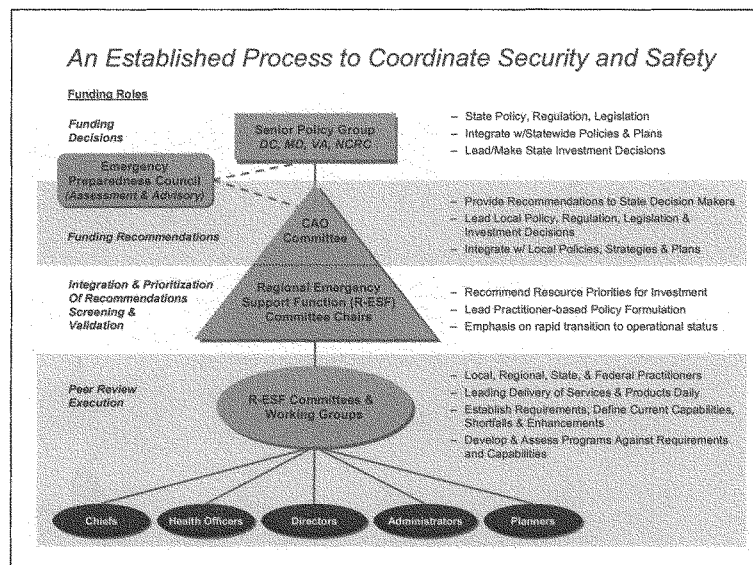 An Established Process to Coordinate Security and Safety
Funding Roles
Funding
Decisions
Senior Policy Group
DC, MD, VA, NCRC
– State Policy, Regulation, Legislation
– Integrate w/Statewide Policies & Plans
– Lead/Make State Investment Decisions
Emergency
Preparedness Council
(Assessment & Advisory)
Funding Recommendations
CAO
Committee
– Provide Recommendations to State Decision Makers
– Lead Local Policy, Regulation, Legislation &
Investment Decisions
– Integrate w/ Local Policies, Strategies & Plans
Integration & Prioritization
Of Recommendations
Screening &
Validation
Regional Emergency
Support Function (R-ESF)
Committee Chairs
– Recommend Resource Priorities for Investment
– Lead Practitioner-based Policy Formulation
– Emphasis on rapid transition to operational status
Peer Review
Execution
R-ESF Committees &
Working Groups
– Local, Regional, State, & Federal Practitioners
– Leading Delivery of Services & Products Daily
– Establish Requirements, Define Current Capabilities,
Shortfalls & Enhancements
– Develop & Assess Programs Against Requirements
and Capabilities
Chiefs
Health Officers
Directors
Administrators
Planners